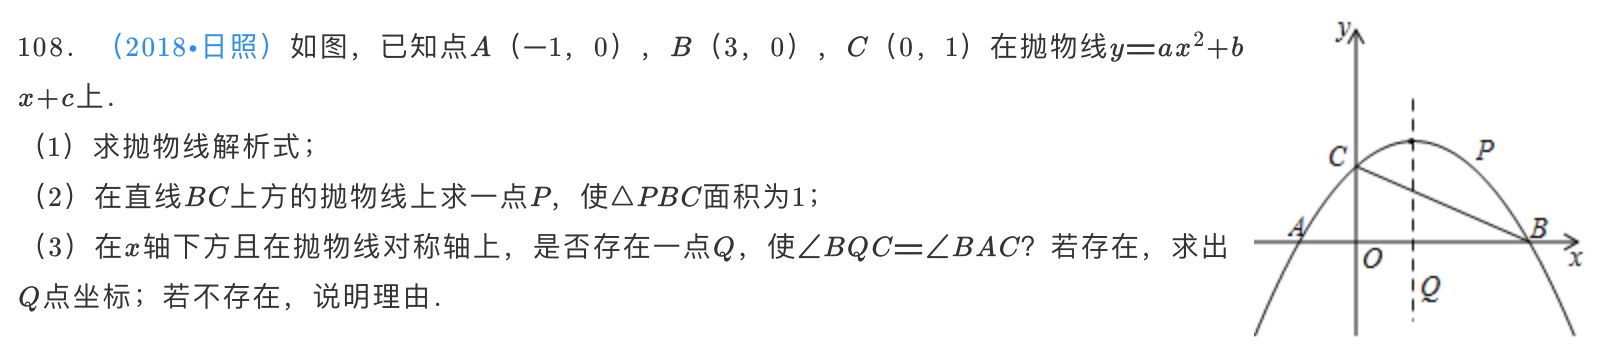 108. （2018•日照）如图，已知点A（−1，0），B（3，0），C（0，1）在抛物线y=ax²+b
x+c上.
（1）求抛物线解析式；
（2）在直线BC上方的抛物线上求一点P，使△PBC面积为1；
（3）在x轴下方且在抛物线对称轴上，是否存在一点Q，使∠BQC=∠BAC？若存在，求出
Q点坐标；若不存在，说明理由.
y
C
P
A
B
O
x
Q